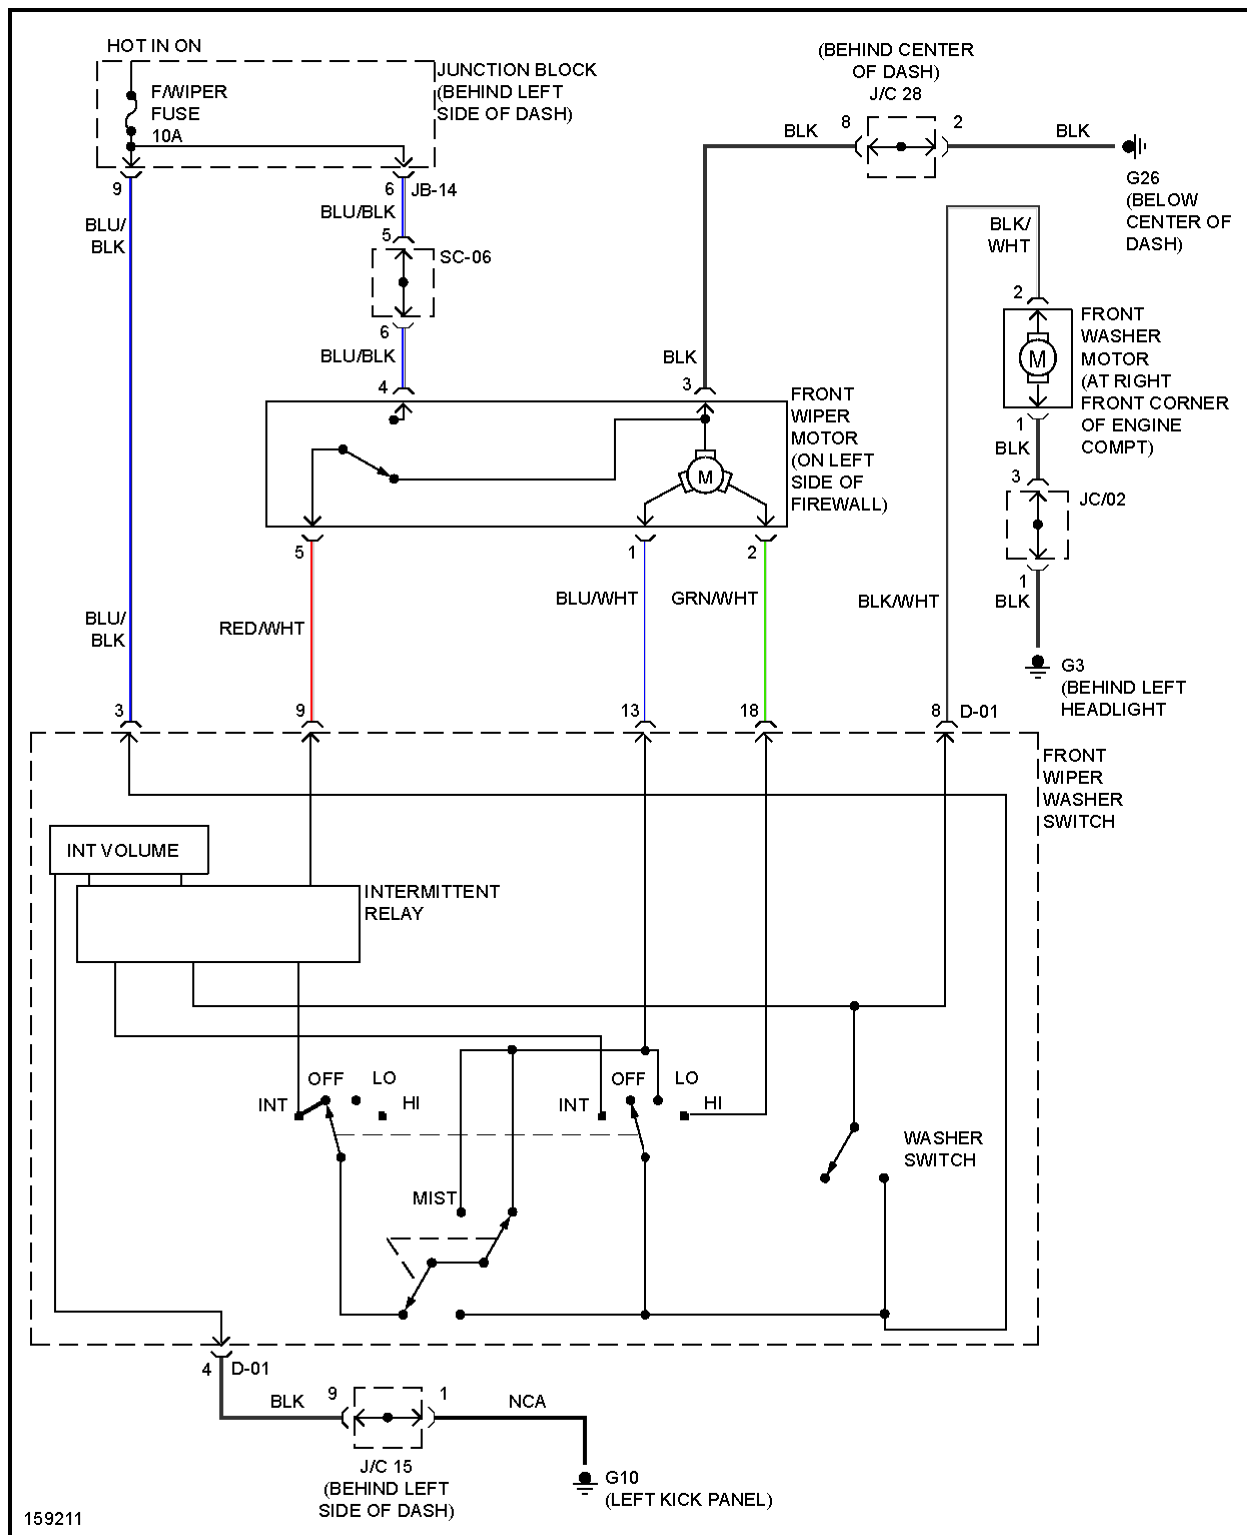 HOT IN ON
F/WIPER
FUSE
10A
JUNCTION BLOCK
(BEHIND LEFT
SIDE OF DASH)
9
6
JB-14
BLU/
BLK
BLU/BLK
5
SC-06
6
BLU/BLK
4
(BEHIND CENTER
OF DASH)
J/C 28
BLK
8
2
BLK
G26
(BELOW
CENTER OF
DASH)
BLK
3
BLK/
WHT
2
M
FRONT
WASHER
MOTOR
(AT RIGHT
FRONT CORNER
OF ENGINE
COMPT)
1
BLK
3
JC/02
1
BLK
G3
(BEHIND LEFT
HEADLIGHT
FRONT
WIPER
MOTOR
(ON LEFT
SIDE OF
FIREWALL)
M
5
1
2
BLU/
BLK
RED/WHT
BLU/WHT
GRN/WHT
BLK/WHT
3
9
13
18
8
D-01
FRONT
WIPER
WASHER
SWITCH
INT VOLUME
INTERMITTENT
RELAY
INT
OFF
LO
HI
INT
OFF
LO
HI
MIST
WASHER
SWITCH
4
D-01
BLK
9
1
NCA
J/C 15
(BEHIND LEFT
SIDE OF DASH)
G10
(LEFT KICK PANEL)
159211